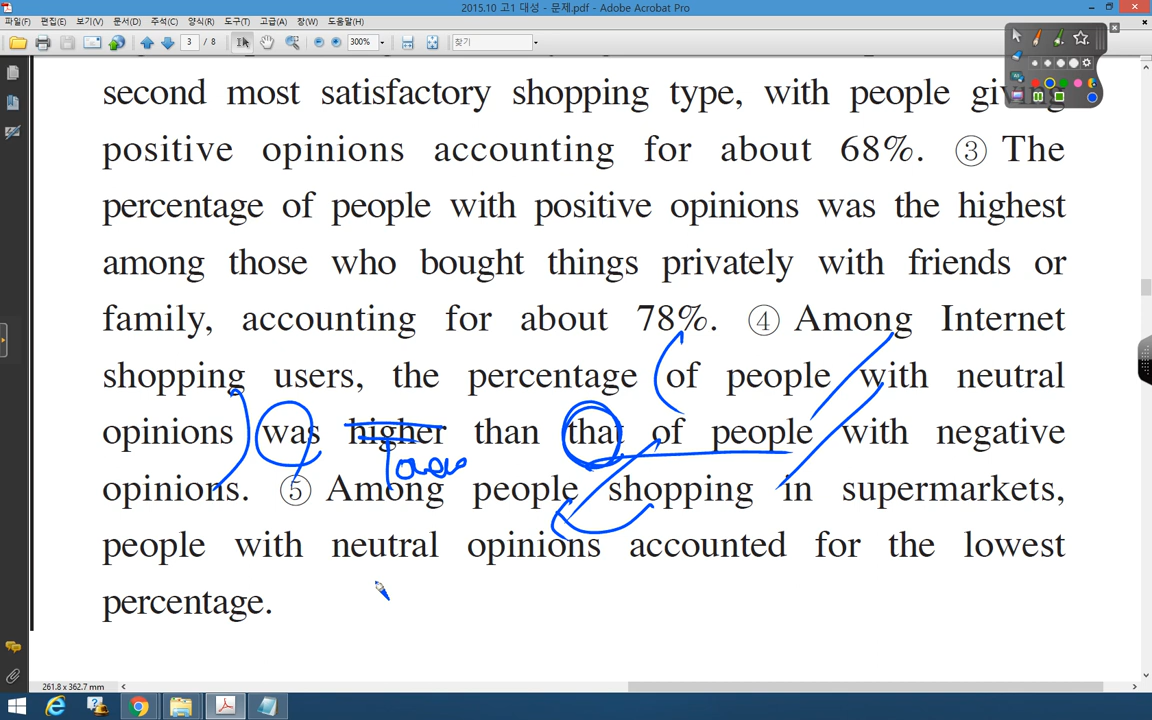 2015.10 고1 대성 - 문제.pdf - Adobe Acrobat Pro
파일(F) 편집(E) 보기(V) 문서(D) 주석(C) 양식(R) 도구(T) 고급(A) 창(W) 도움말(H)
3 / 8 300% 찾기
second most satisfactory shopping type, with people giving
positive opinions accounting for about 68%. ③ The
percentage of people with positive opinions was the highest
among those who bought things privately with friends or
family, accounting for about 78%. ④ Among Internet
shopping users, the percentage of people with neutral
opinions was higher than that of people with negative
lower
opinions. ⑤ Among people shopping in supermarkets,
people with neutral opinions accounted for the lowest
percentage.
261.8 x 362.7 mm